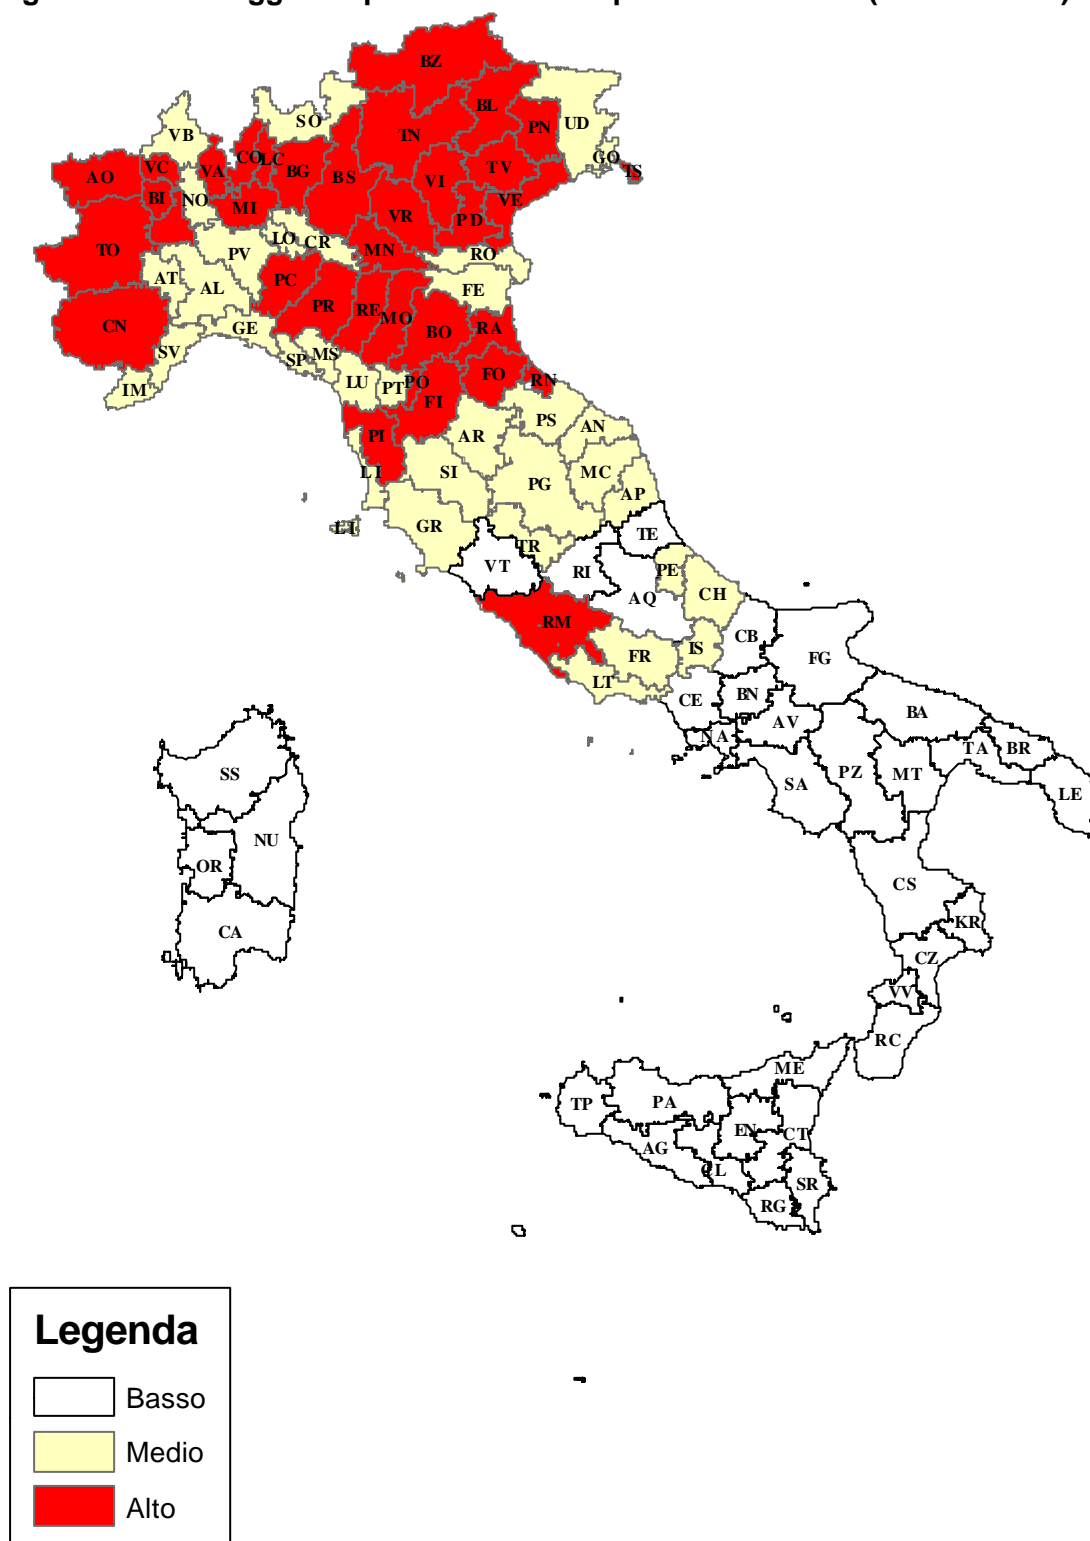 BZ
BL
SO
TN
PN
UD
VB
GO
IS
CO
LC
BG
BS
VI
TV
VE
AO
VC
VA
BI
NO
MI
VR
PD
TO
LO
CR
MN
RO
PV
AT
AL
PC
PR
RE
MO
FE
CN
GE
BO
RA
SV
SP
MS
LU
PT
PO
FI
FO
RN
IM
PI
AR
PS
AN
LI
SI
PG
MC
AP
LI
GR
TR
TE
VT
RI
PE
AQ
CH
RM
CB
IS
FR
FG
LT
CE
BN
AV
BA
NA
TA
BR
SS
SA
PZ
MT
LE
NU
OR
CS
CA
KR
CZ
VV
RC
ME
TP
PA
EN
CT
AG
CL
SR
RG
Legenda
Basso
Medio
Alto